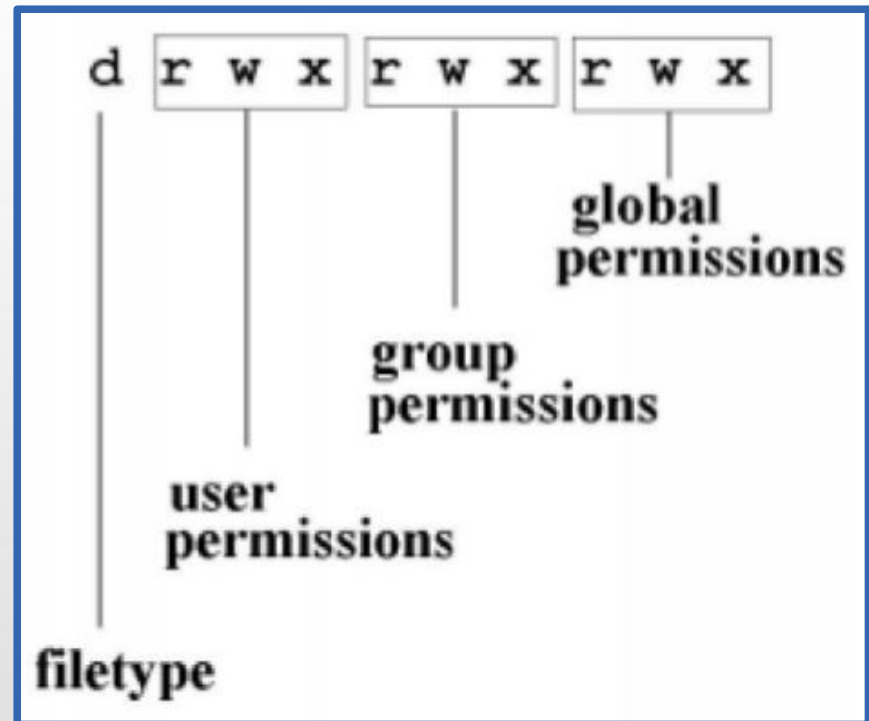 d r w x r w x r w x
global
permissions
group
permissions
user
permissions
filetype